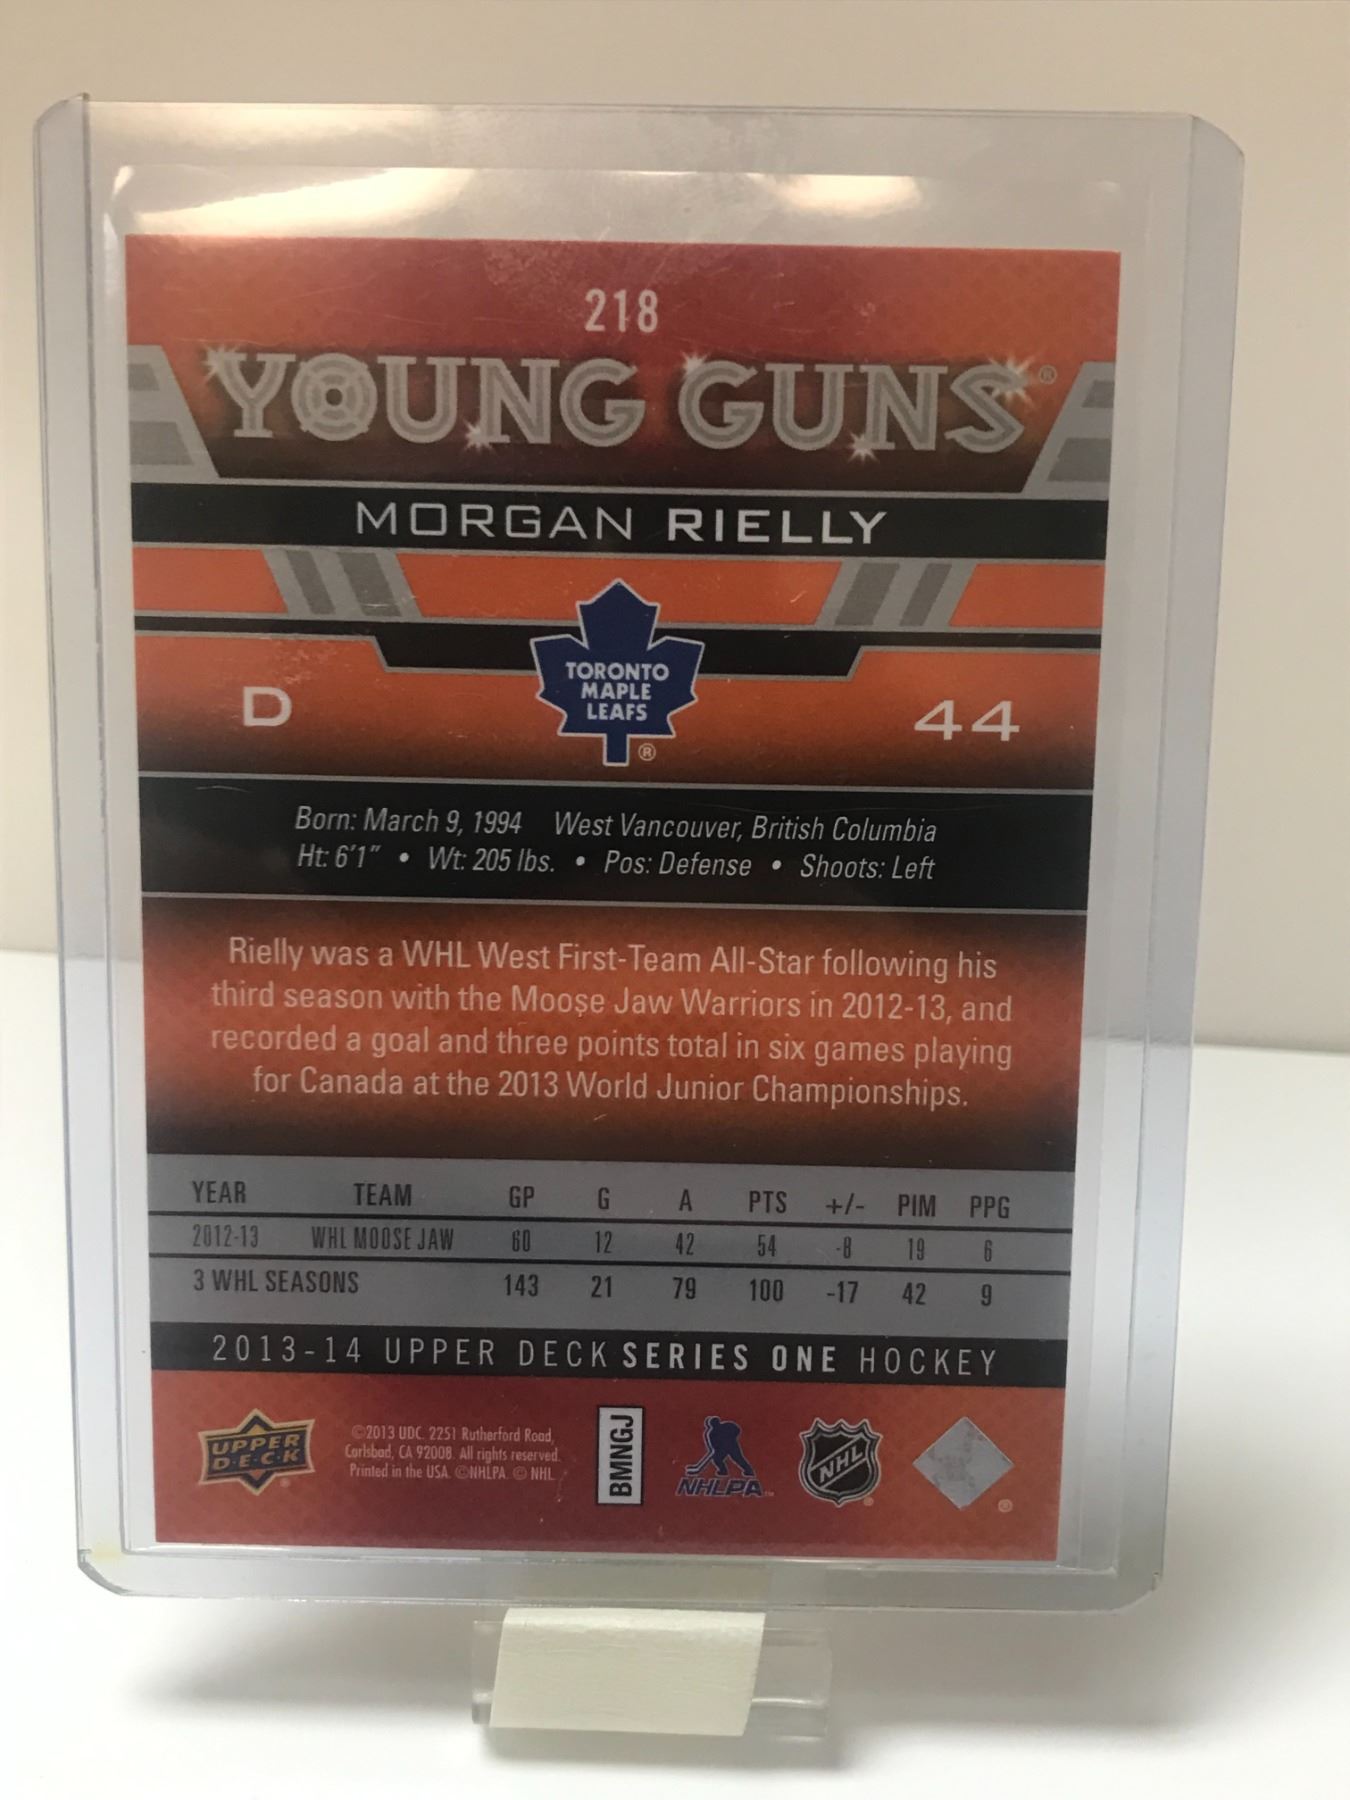 218
YOUNG GUNS®
MORGAN RIELLY
D
TORONTO
MAPLE
LEAFS
®
44
Born: March 9, 1994 West Vancouver, British Columbia
Ht: 6'1" • Wt: 205 lbs. • Pos: Defense • Shoots: Left
Rielly was a WHL West First-Team All-Star following his
third season with the Moose Jaw Warriors in 2012-13, and
recorded a goal and three points total in six games playing
for Canada at the 2013 World Junior Championships.
YEAR TEAM GP G A PTS +/- PIM PPG
2012-13 WHL MOOSE JAW 60 12 42 54 -8 19 6
3 WHL SEASONS 143 21 79 100 -17 42 9
2013-14 UPPER DECK SERIES ONE HOCKEY
UPPER
D·E·C·K
®
©2013 UDC. 2251 Rutherford Road,
Carlsbad, CA 92008. All rights reserved.
Printed in the USA. ©NHLPA. © NHL.
BMNGJ
NHLPA™
NHL
®
®